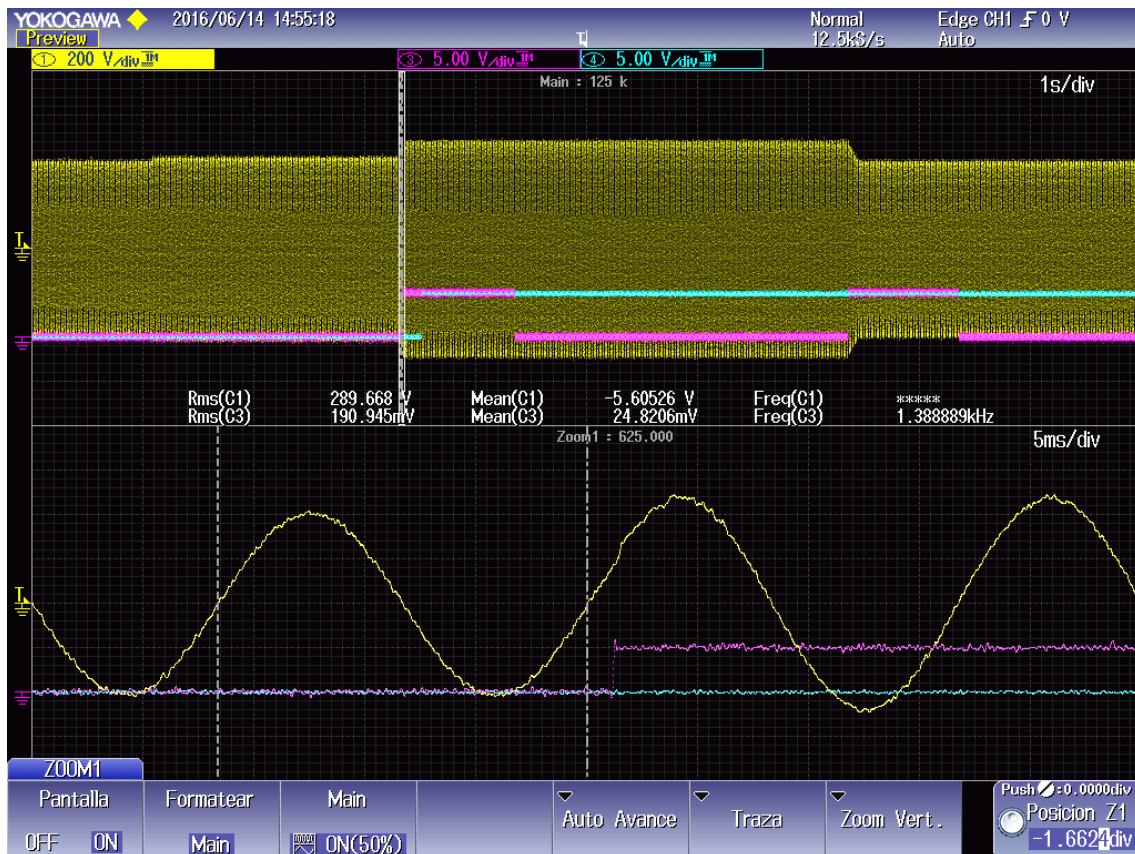 YOKOGAWA 2016/06/14 14:55:18 Normal Edge CH1 0 V
Preview 12.5kS/s Auto
1 200 V/div 1M 3 5.00 V/div 1M 4 5.00 V/div 1M
Main : 125 k 1s/div
Rms(C1) 289.668 V Mean(C1) -5.60526 V Freq(C1) *****
Rms(C3) 190.945mV Mean(C3) 24.8206mV Freq(C3) 1.388889kHz
Zoom1 : 625.000 5ms/div
ZOOM1
Pantalla Formatear Main Auto Avance Traza Zoom Vert. Push :0.0000div
Posicion Z1
OFF ON Main ON(50%) -1.6624div